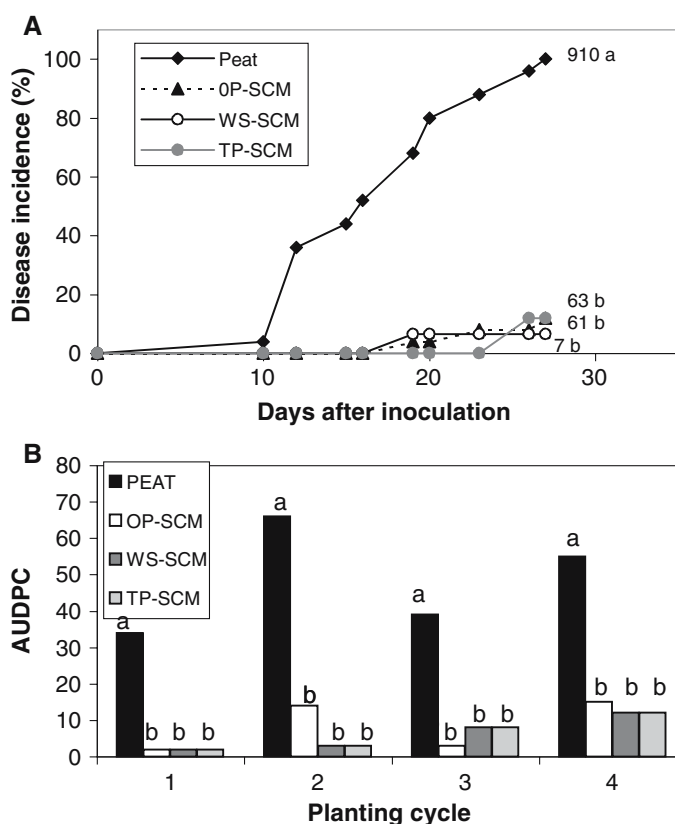 A
Disease incidence (%)
100
80
60
40
20
0
Peat
0P-SCM
WS-SCM
TP-SCM
910 a
63 b
61 b
7 b
0
10
20
30
Days after inoculation
B
AUDPC
80
70
60
50
40
30
20
10
0
PEAT
OP-SCM
WS-SCM
TP-SCM
a
b b b
a
b
b b
a
b
b b
a
b b b
1
2
3
4
Planting cycle